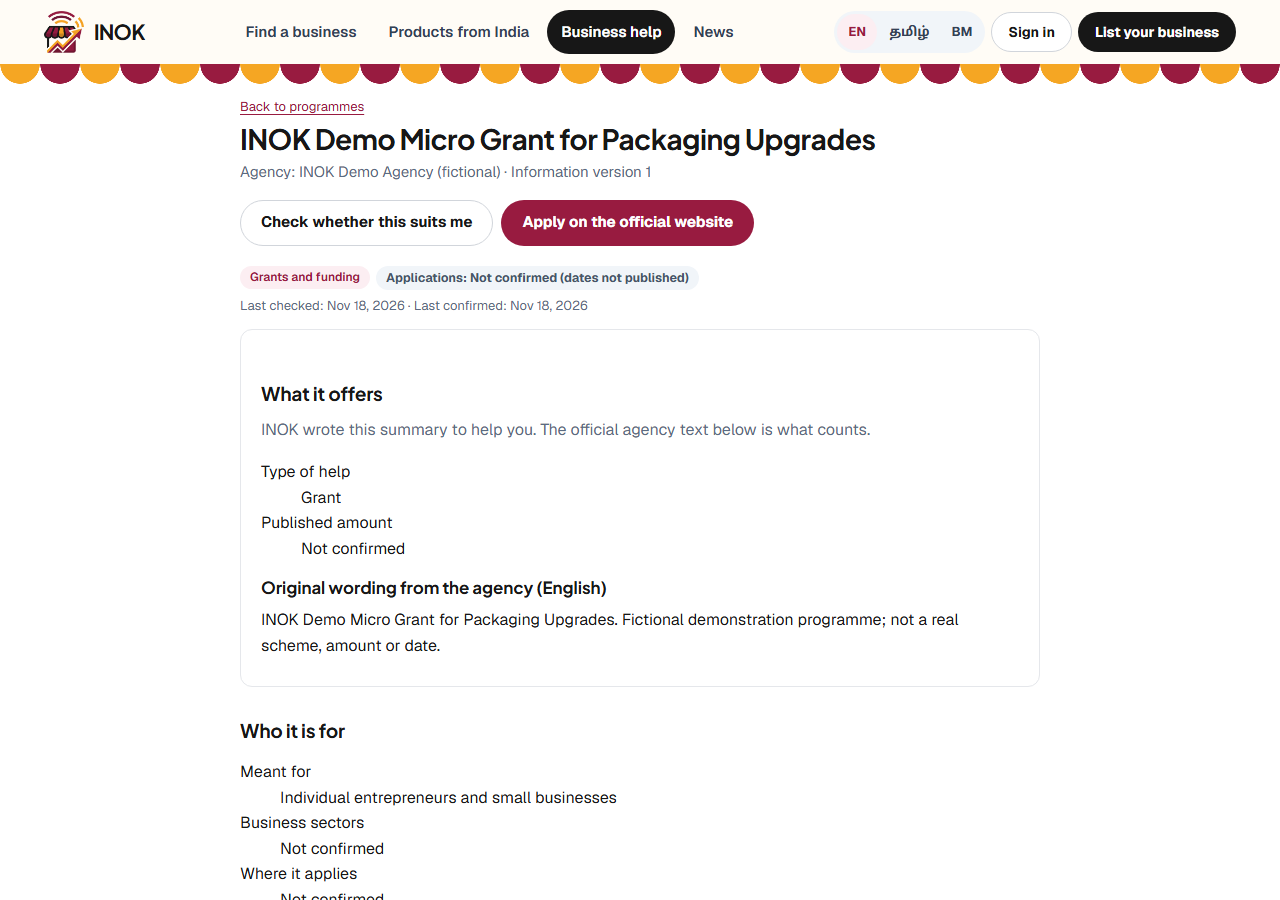 INOK
Find a business
Products from India
Business help
News
EN
தமிழ்
BM
Sign in
List your business
Back to programmes
INOK Demo Micro Grant for Packaging Upgrades
Agency: INOK Demo Agency (fictional) · Information version 1
Check whether this suits me
Apply on the official website
Grants and funding
Applications: Not confirmed (dates not published)
Last checked: Nov 18, 2026 · Last confirmed: Nov 18, 2026
What it offers
INOK wrote this summary to help you. The official agency text below is what counts.
Type of help
Grant
Published amount
Not confirmed
Original wording from the agency (English)
INOK Demo Micro Grant for Packaging Upgrades. Fictional demonstration programme; not a real
scheme, amount or date.
Who it is for
Meant for
Individual entrepreneurs and small businesses
Business sectors
Not confirmed
Where it applies
Not confirmed